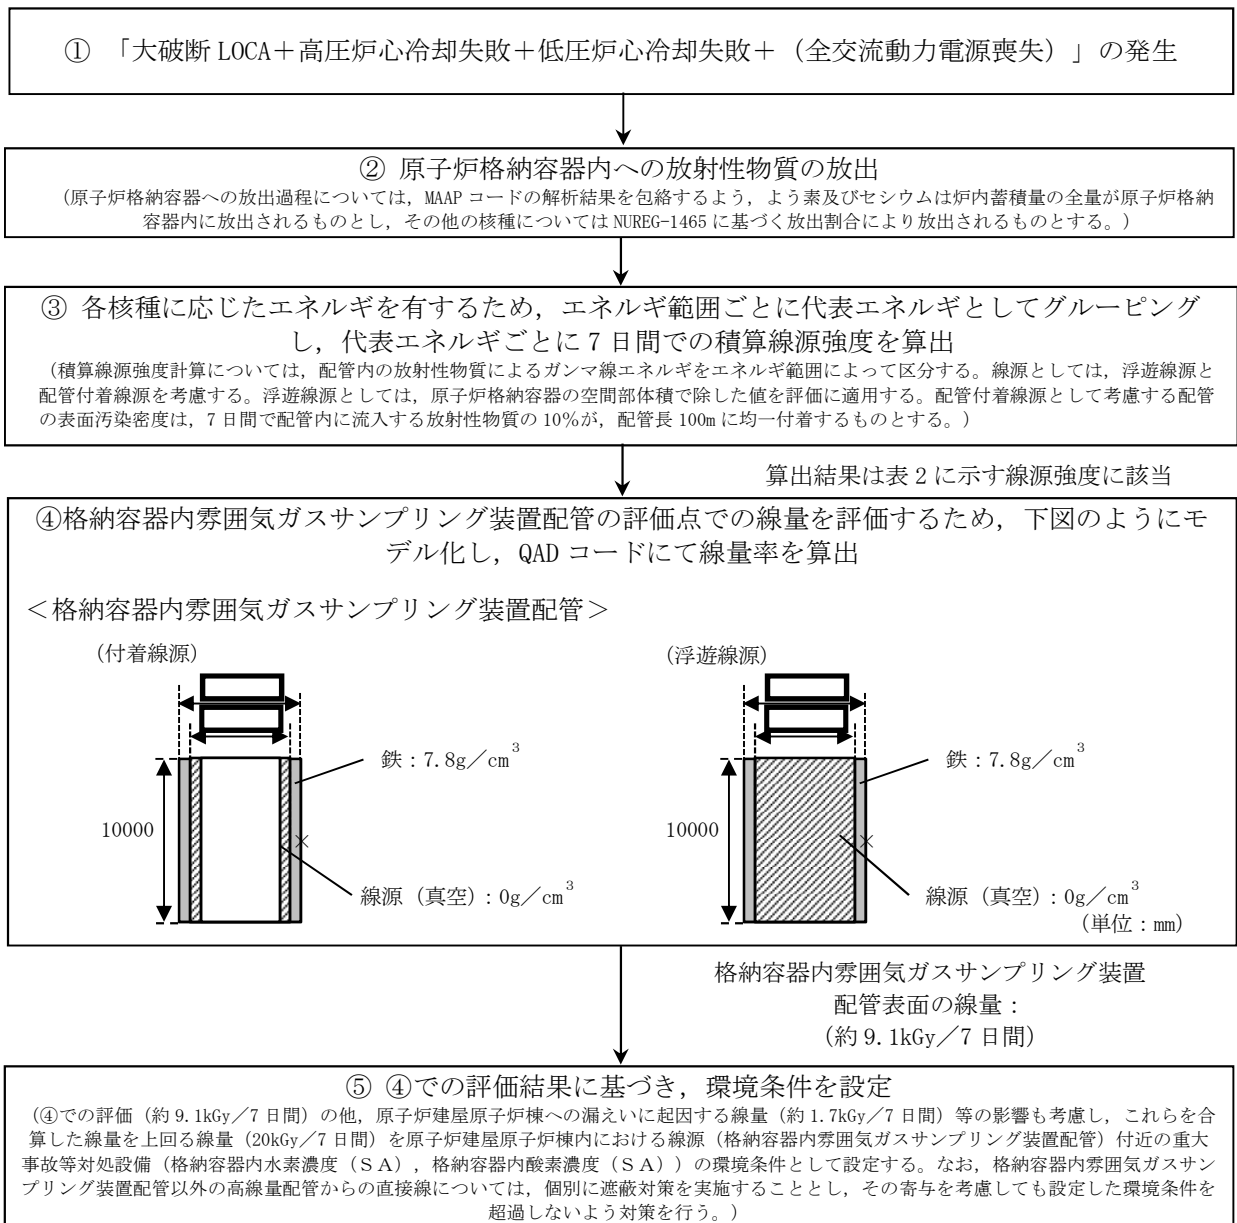 ① 「大破断 LOCA＋高圧炉心冷却失敗＋低圧炉心冷却失敗＋（全交流動力電源喪失）」の発生
② 原子炉格納容器内への放射性物質の放出
（原子炉格納容器への放出過程については，MAAP コードの解析結果を包絡するよう，よう素及びセシウムは炉内蓄積量の全量が原子炉格納
容器内に放出されるものとし，その他の核種については NUREG-1465 に基づく放出割合により放出されるものとする。）
③ 各核種に応じたエネルギを有するため，エネルギ範囲ごとに代表エネルギとしてグルーピング
し，代表エネルギごとに 7 日間での積算線源強度を算出
（積算線源強度計算については，配管内の放射性物質によるガンマ線エネルギをエネルギ範囲によって区分する。線源としては，浮遊線源と
配管付着線源を考慮する。浮遊線源としては，原子炉格納容器の空間部体積で除した値を評価に適用する。配管付着線源として考慮する配管
の表面汚染密度は，7 日間で配管内に流入する放射性物質の 10％が，配管長 100m に均一付着するものとする。）
算出結果は表 2 に示す線源強度に該当
④格納容器内雰囲気ガスサンプリング装置配管の評価点での線量を評価するため，下図のようにモ
デル化し，QAD コードにて線量率を算出
＜格納容器内雰囲気ガスサンプリング装置配管＞
（付着線源）
鉄：7.8g／cm³
10000
×
線源（真空）：0g／cm³
（浮遊線源）
鉄：7.8g／cm³
10000
×
線源（真空）：0g／cm³
（単位：mm）
格納容器内雰囲気ガスサンプリング装置
配管表面の線量：
（約 9.1kGy／7 日間）
⑤ ④での評価結果に基づき，環境条件を設定
（④での評価（約 9.1kGy／7 日間）の他，原子炉建屋原子炉棟への漏えいに起因する線量（約 1.7kGy／7 日間）等の影響も考慮し，これらを合
算した線量を上回る線量（20kGy／7 日間）を原子炉建屋原子炉棟内における線源（格納容器内雰囲気ガスサンプリング装置配管）付近の重大
事故等対処設備（格納容器内水素濃度（ＳＡ），格納容器内酸素濃度（ＳＡ））の環境条件として設定する。なお，格納容器内雰囲気ガスサン
プリング装置配管以外の高線量配管からの直接線については，個別に遮蔽対策を実施することとし，その寄与を考慮しても設定した環境条件を
超過しないよう対策を行う。）